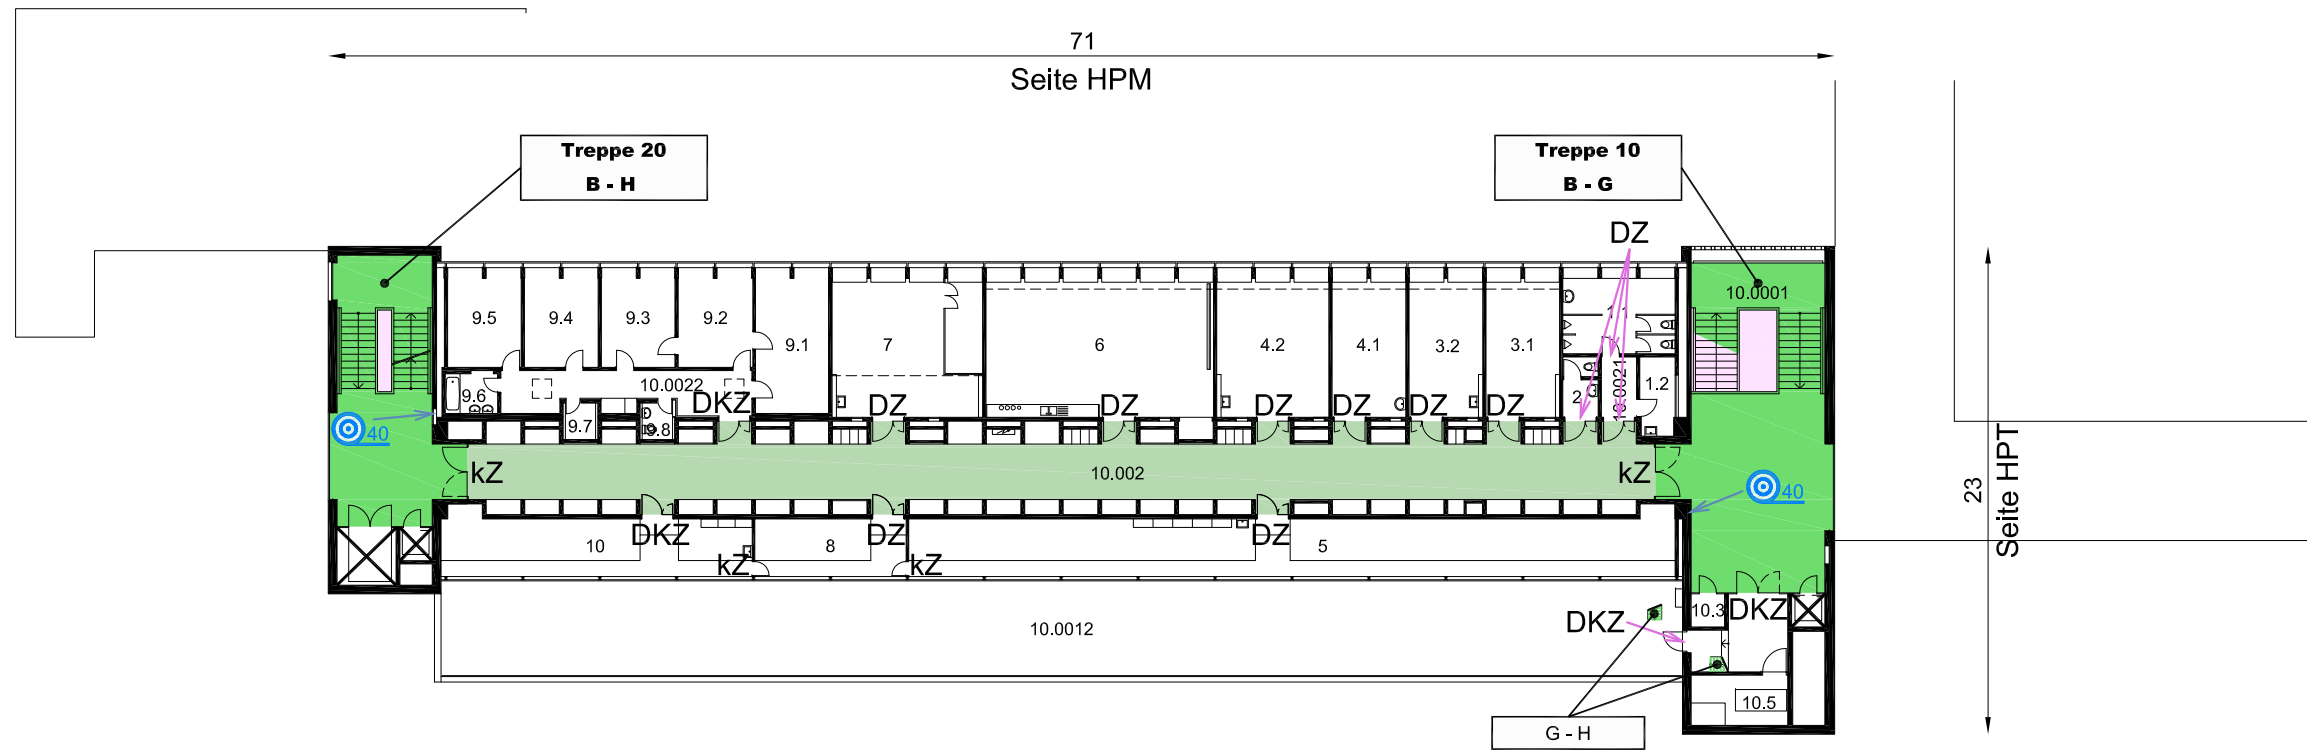 71
Seite HPM
Treppe 20
B - H
Treppe 10
B - G
DZ
10.0001
9.5
9.4
9.3
9.2
9.1
7
6
4.2
4.1
3.2
3.1
1.1
10.0022
9.6
9.7
9.8
DKZ
DZ
DZ
DZ
DZ
DZ
DZ
2
10.0021
1.2
40
kZ
10.002
kZ
40
23
Seite HPT
10
DKZ
kZ
8
DZ
kZ
DZ
5
10.0012
DKZ
10.3
DKZ
10.5
G - H